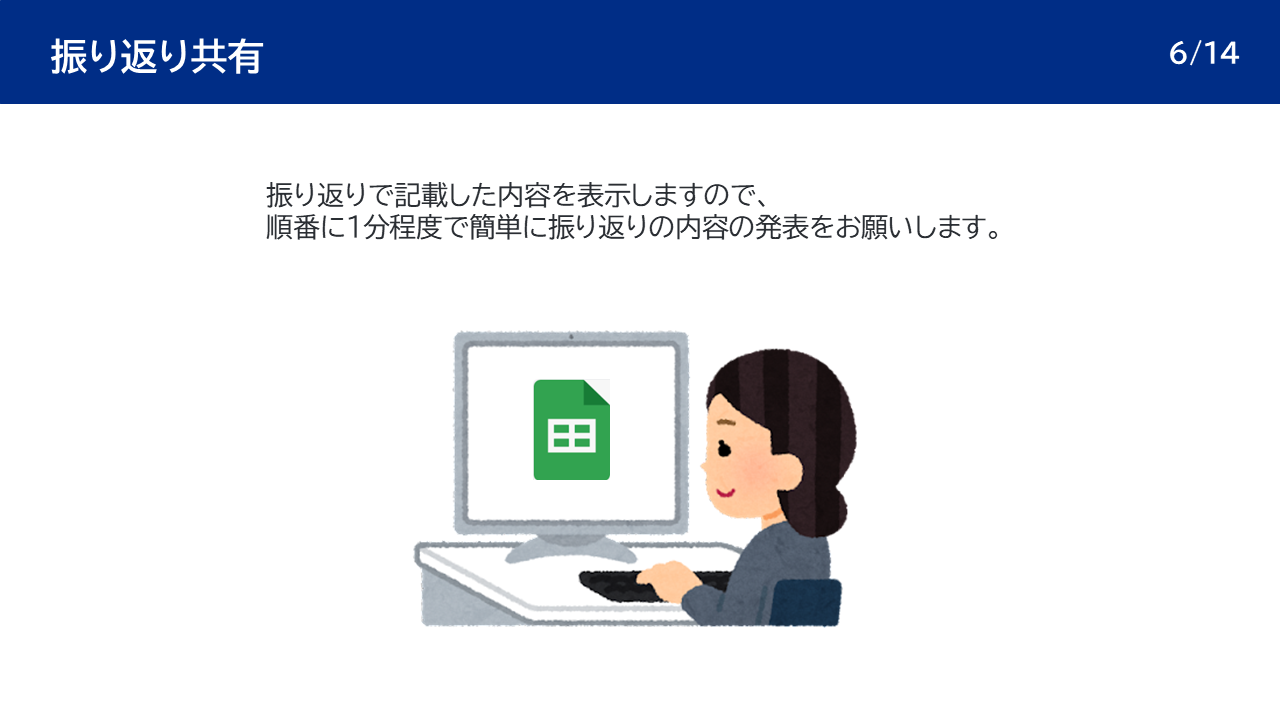 振り返り共有
6/14
振り返りで記載した内容を表示しますので、
順番に1分程度で簡単に振り返りの内容の発表をお願いします。